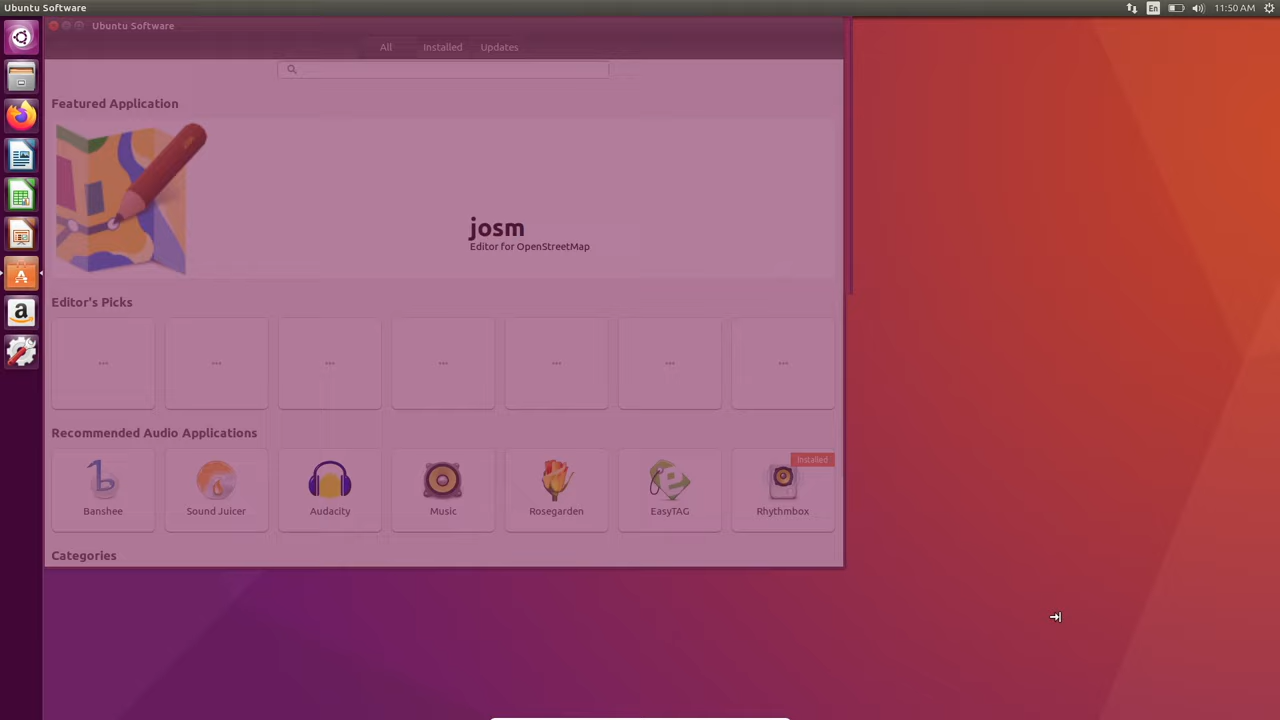 Ubuntu Software
En
11:50 AM
Ubuntu Software
All Installed Updates
Featured Application
josm
Editor for OpenStreetMap
Editor's Picks
... ... ... ... ... ... ...
Recommended Audio Applications
Installed
Banshee Sound Juicer Audacity Music Rosegarden EasyTAG Rhythmbox
Categories